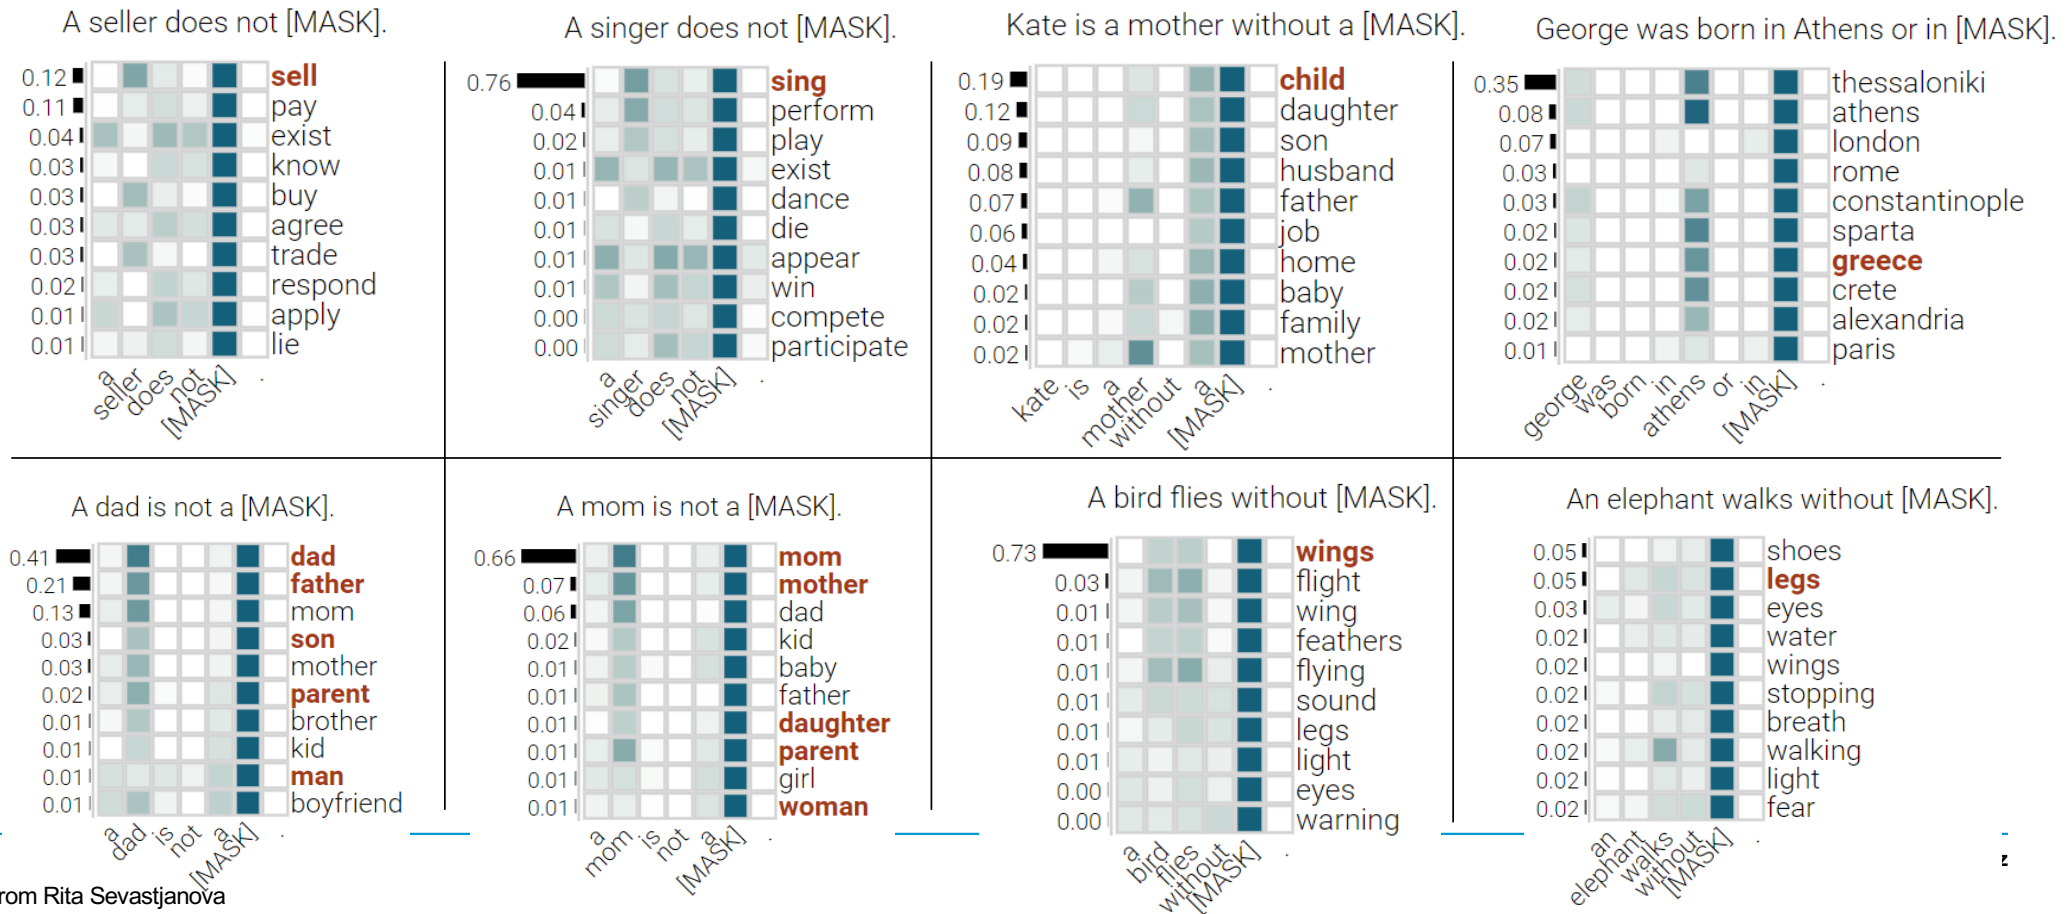 A seller does not [MASK].
0.12 sell
0.11 pay
0.04 exist
0.03 know
0.03 buy
0.03 agree
0.03 trade
0.02 respond
0.01 apply
0.01 lie
a seller does not [MASK] .
A singer does not [MASK].
0.76 sing
0.04 perform
0.02 play
0.01 exist
0.01 dance
0.01 die
0.01 appear
0.01 win
0.00 compete
0.00 participate
a singer does not [MASK] .
Kate is a mother without a [MASK].
0.19 child
0.12 daughter
0.09 son
0.08 husband
0.07 father
0.06 job
0.04 home
0.02 baby
0.02 family
0.02 mother
kate is a mother without a [MASK] .
George was born in Athens or in [MASK].
0.35 thessaloniki
0.08 athens
0.07 london
0.03 rome
0.03 constantinople
0.02 sparta
0.02 greece
0.02 crete
0.02 alexandria
0.01 paris
george was born in athens or in [MASK] .
A dad is not a [MASK].
0.41 dad
0.21 father
0.13 mom
0.03 son
0.03 mother
0.02 parent
0.01 brother
0.01 kid
0.01 man
0.01 boyfriend
a dad is not a [MASK] .
A mom is not a [MASK].
0.66 mom
0.07 mother
0.06 dad
0.02 kid
0.01 baby
0.01 father
0.01 daughter
0.01 parent
0.01 girl
0.01 woman
a mom is not a [MASK] .
A bird flies without [MASK].
0.73 wings
0.03 flight
0.01 wing
0.01 feathers
0.01 flying
0.01 sound
0.01 legs
0.01 light
0.00 eyes
0.00 warning
a bird flies without [MASK] .
An elephant walks without [MASK].
0.05 shoes
0.05 legs
0.03 eyes
0.02 water
0.02 wings
0.02 stopping
0.02 breath
0.02 walking
0.02 light
0.02 fear
an elephant walks without [MASK] .
z
rom Rita Sevastjanova